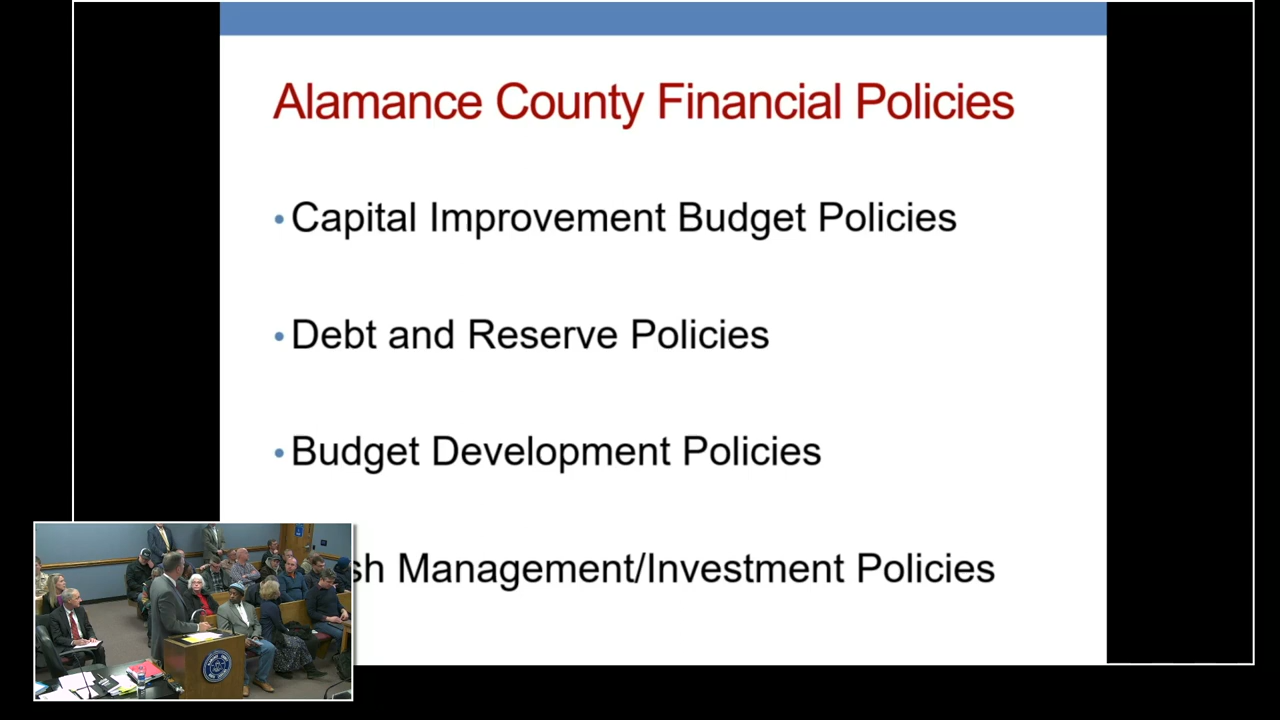 Alamance County Financial Policies
• Capital Improvement Budget Policies
• Debt and Reserve Policies
• Budget Development Policies
sh Management/Investment Policies